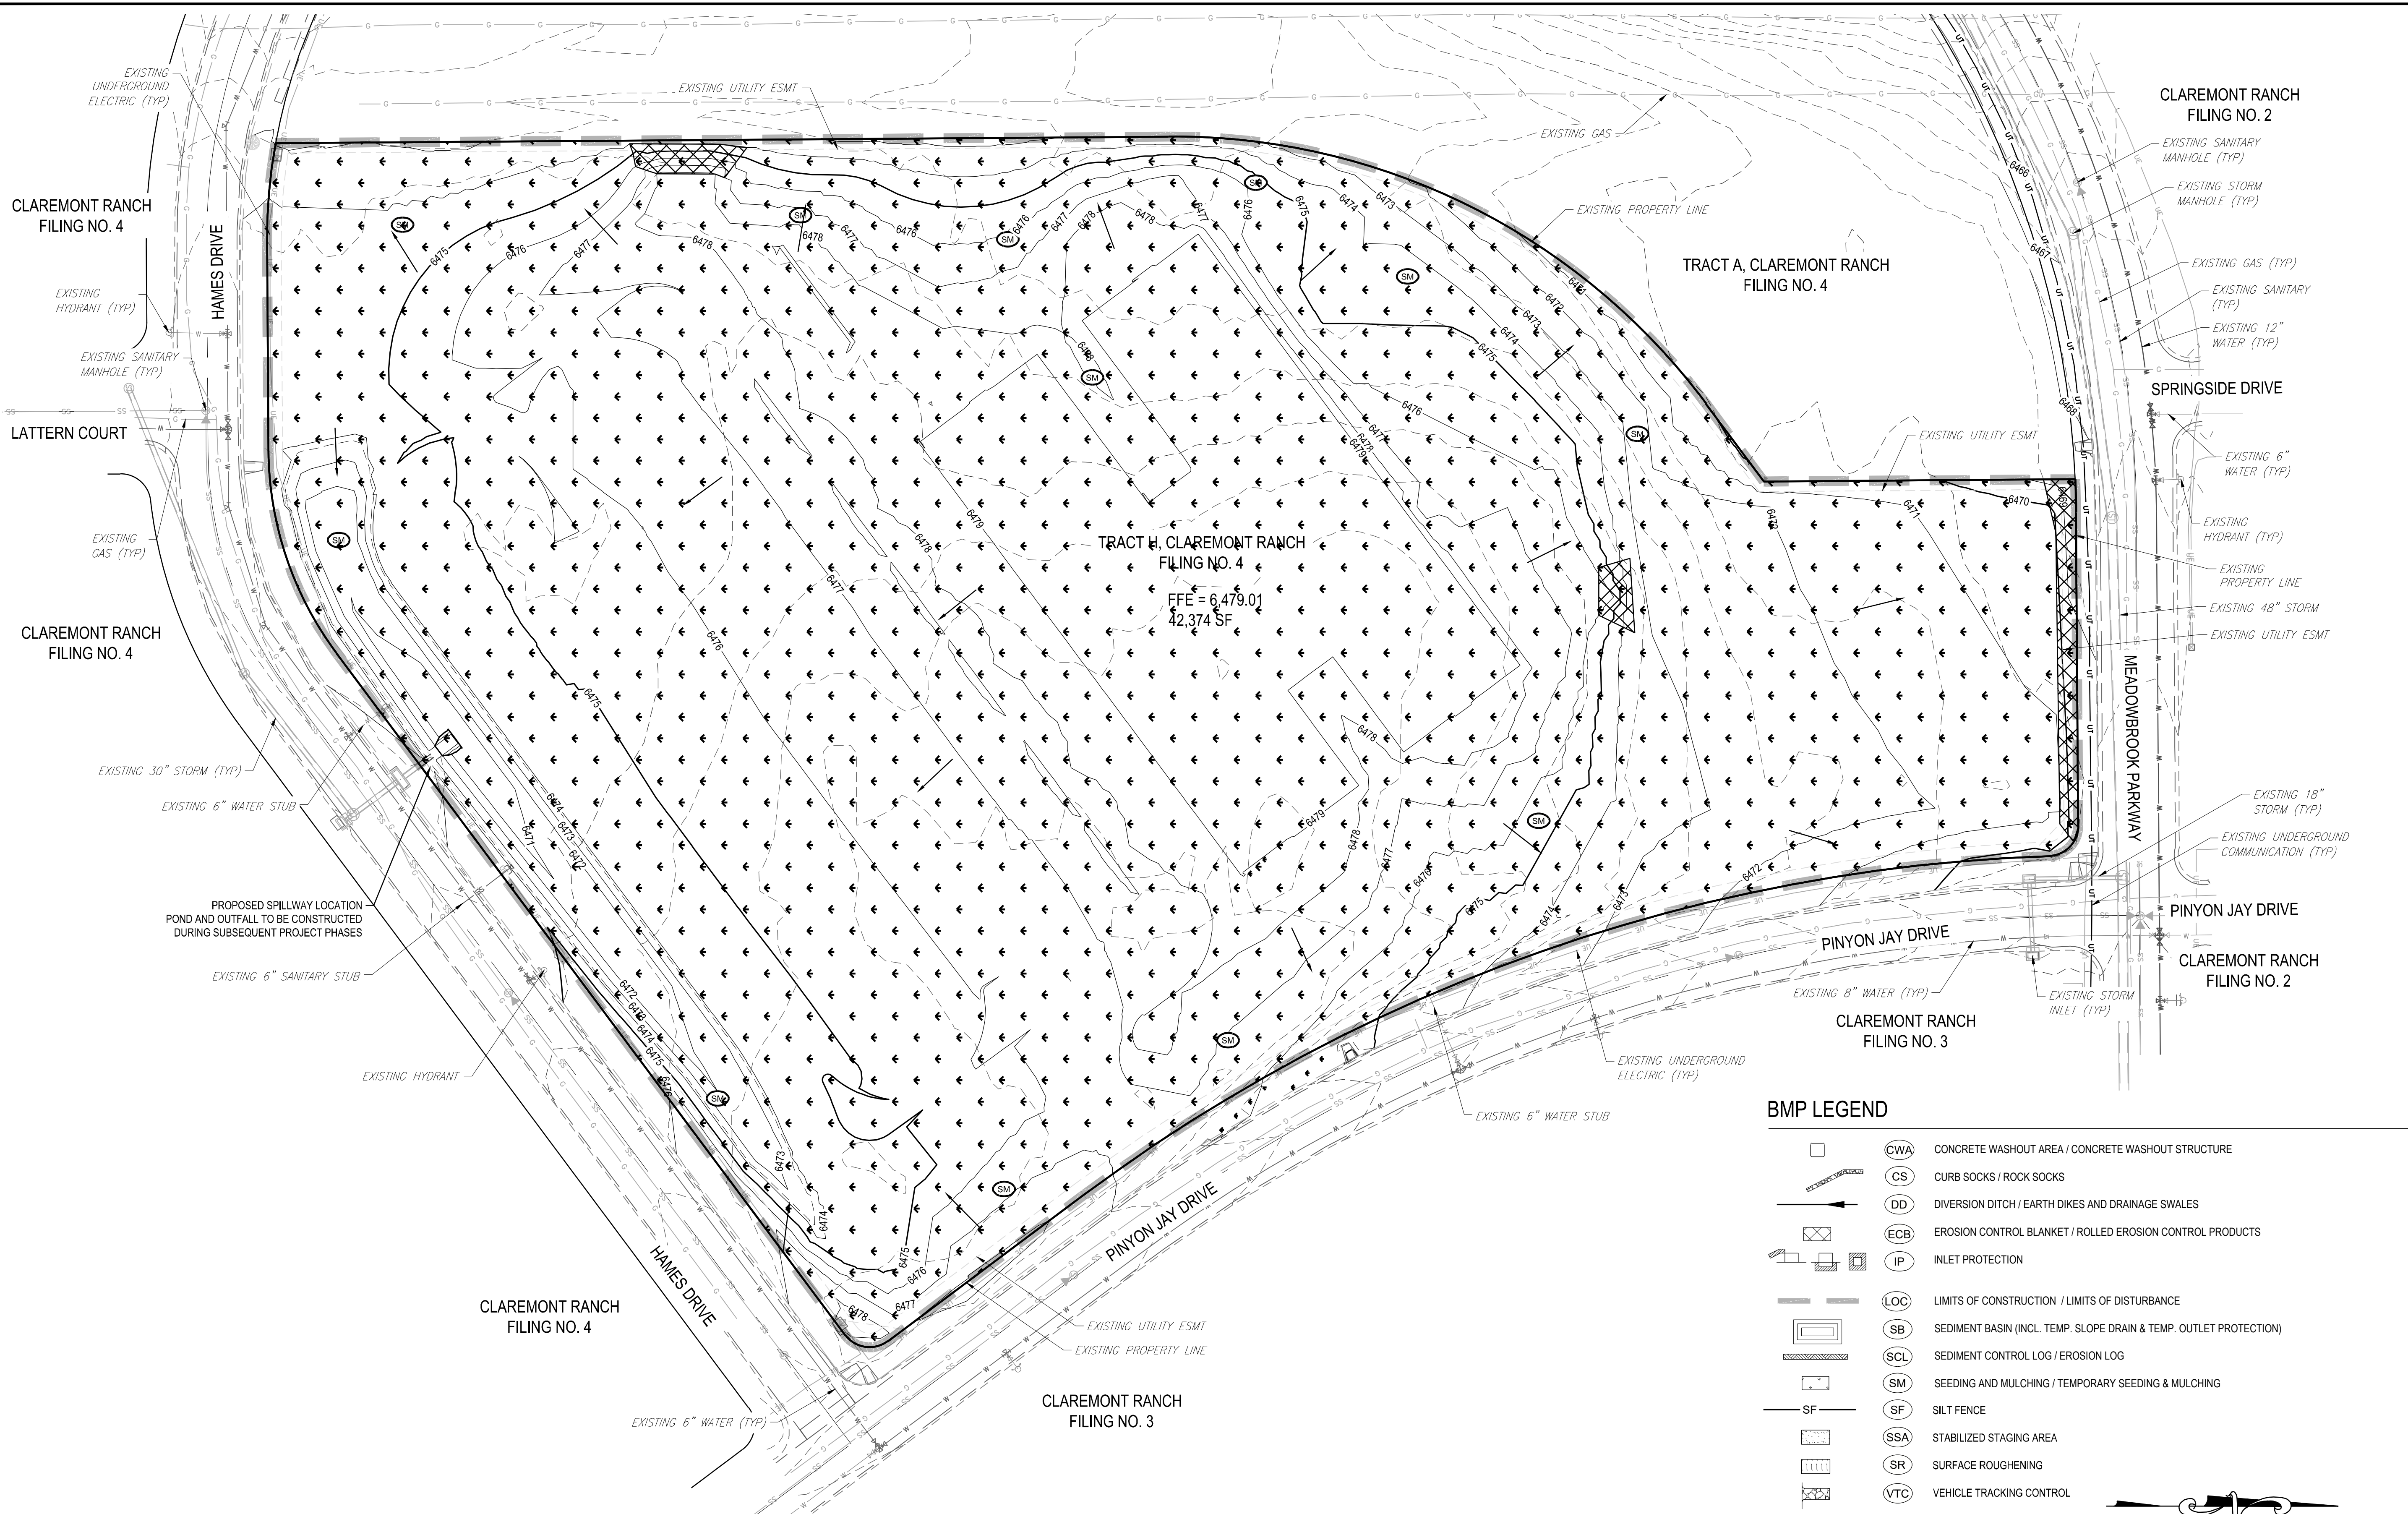 EXISTING
UNDERGROUND
ELECTRIC (TYP)
EXISTING UTILITY ESMT
EXISTING GAS
CLAREMONT RANCH
FILING NO. 2
EXISTING SANITARY
MANHOLE (TYP)
EXISTING STORM
MANHOLE (TYP)
CLAREMONT RANCH
FILING NO. 4
HAMES DRIVE
EXISTING PROPERTY LINE
TRACT A, CLAREMONT RANCH
FILING NO. 4
EXISTING GAS (TYP)
EXISTING SANITARY
(TYP)
EXISTING 12"
WATER (TYP)
EXISTING
HYDRANT (TYP)
EXISTING SANITARY
MANHOLE (TYP)
SPRINGSIDE DRIVE
LATTERN COURT
EXISTING UTILITY ESMT
EXISTING 6"
WATER (TYP)
EXISTING
GAS (TYP)
EXISTING
HYDRANT (TYP)
TRACT H, CLAREMONT RANCH
FILING NO. 4
FFE = 6,479.01
42,374 SF
EXISTING
PROPERTY LINE
EXISTING 48" STORM
EXISTING UTILITY ESMT
CLAREMONT RANCH
FILING NO. 4
MEADOWBROOK PARKWAY
EXISTING 30" STORM (TYP)
EXISTING 6" WATER STUB
EXISTING 18"
STORM (TYP)
EXISTING UNDERGROUND
COMMUNICATION (TYP)
PROPOSED SPILLWAY LOCATION
POND AND OUTFALL TO BE CONSTRUCTED
DURING SUBSEQUENT PROJECT PHASES
PINYON JAY DRIVE
PINYON JAY DRIVE
CLAREMONT RANCH
FILING NO. 2
EXISTING 6" SANITARY STUB
EXISTING 8" WATER (TYP)
EXISTING STORM
INLET (TYP)
CLAREMONT RANCH
FILING NO. 3
EXISTING HYDRANT
EXISTING UNDERGROUND
ELECTRIC (TYP)
EXISTING 6" WATER STUB
PINYON JAY DRIVE
HAMES DRIVE
CLAREMONT RANCH
FILING NO. 4
EXISTING UTILITY ESMT
EXISTING PROPERTY LINE
EXISTING 6" WATER (TYP)
CLAREMONT RANCH
FILING NO. 3
BMP LEGEND
CWA CONCRETE WASHOUT AREA / CONCRETE WASHOUT STRUCTURE
CS CURB SOCKS / ROCK SOCKS
DD DIVERSION DITCH / EARTH DIKES AND DRAINAGE SWALES
ECB EROSION CONTROL BLANKET / ROLLED EROSION CONTROL PRODUCTS
IP INLET PROTECTION
LOC LIMITS OF CONSTRUCTION / LIMITS OF DISTURBANCE
SB SEDIMENT BASIN (INCL. TEMP. SLOPE DRAIN & TEMP. OUTLET PROTECTION)
SCL SEDIMENT CONTROL LOG / EROSION LOG
SM SEEDING AND MULCHING / TEMPORARY SEEDING & MULCHING
SF SF SILT FENCE
SSA STABILIZED STAGING AREA
SR SURFACE ROUGHENING
VTC VEHICLE TRACKING CONTROL